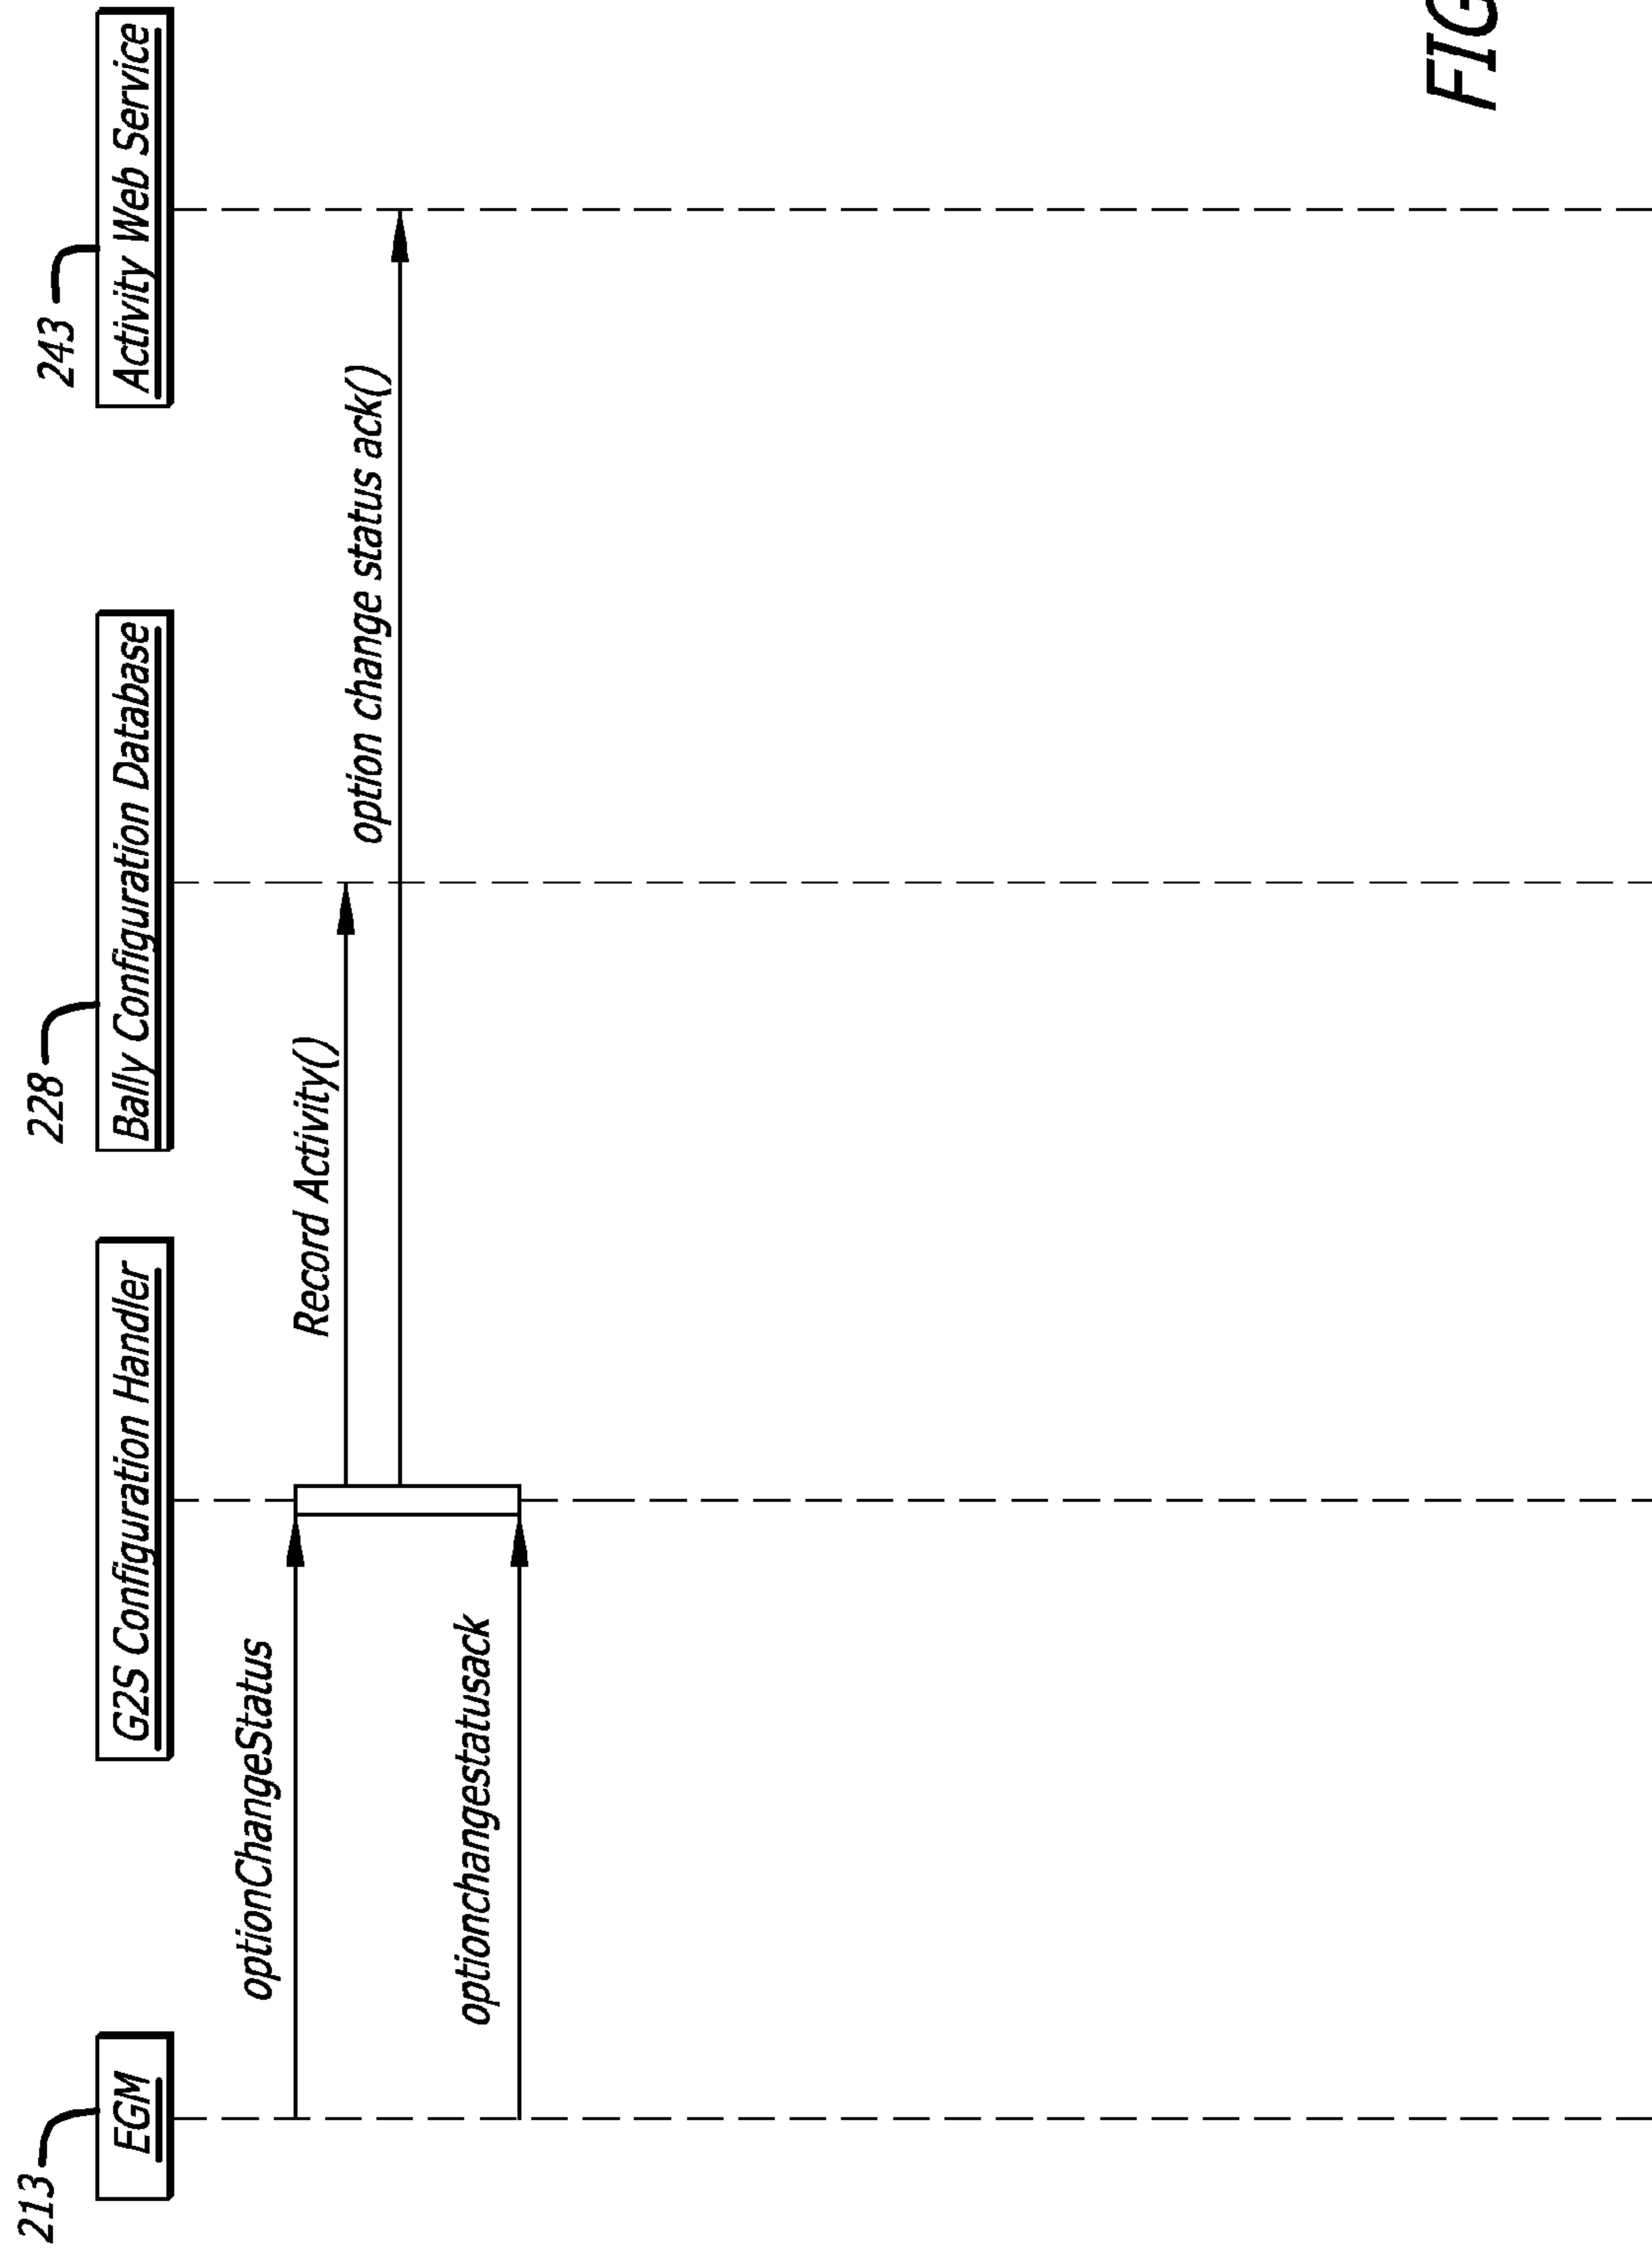 213
EGM
G2S Configuration Handler
228
Bally Configuration Database
243
Activity Web Service
optionChangeStatus
Record Activity()
option change status ack()
optionchangestatusack
FIG